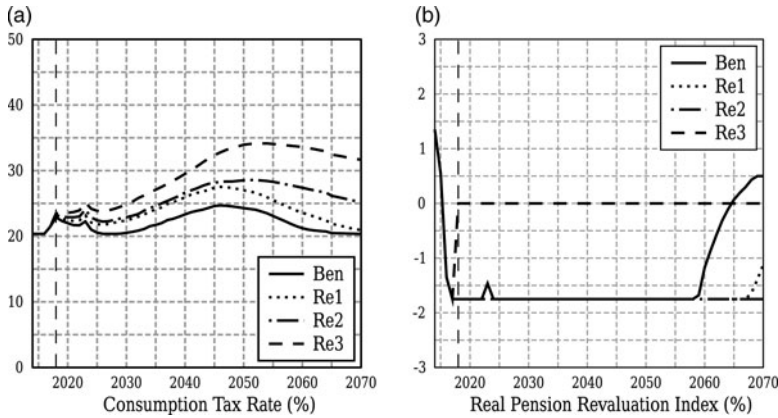 (a)
50
40
30
20
10
0
Ben
Re1
Re2
Re3
2020 2030 2040 2050 2060 2070
Consumption Tax Rate (%)
(b)
3
2
1
0
-1
-2
-3
Ben
Re1
Re2
Re3
2020 2030 2040 2050 2060 2070
Real Pension Revaluation Index (%)